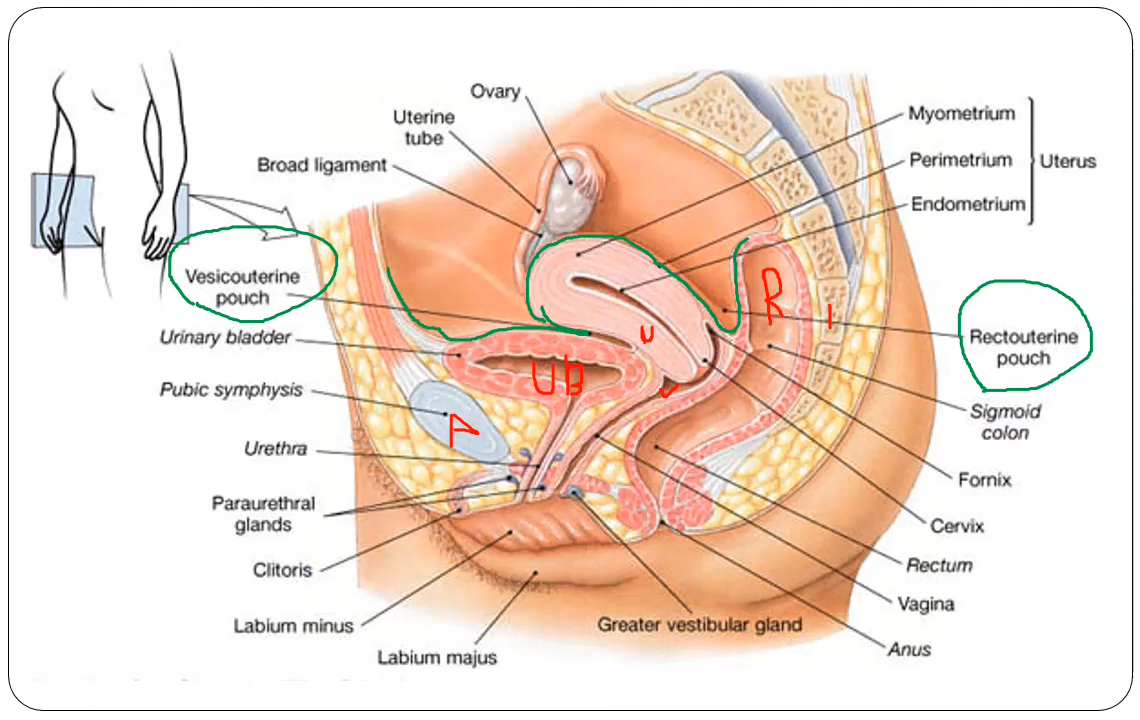 Ovary
Uterine
tube
Broad ligament
Vesicouterine
pouch
Urinary bladder
Pubic symphysis
Urethra
Paraurethral
glands
Clitoris
Labium minus
Labium majus
Myometrium
Perimetrium
Uterus
Endometrium
Rectouterine
pouch
Sigmoid
colon
Fornix
Cervix
Rectum
Vagina
Greater vestibular gland
Anus
R
1
U
Ub
A